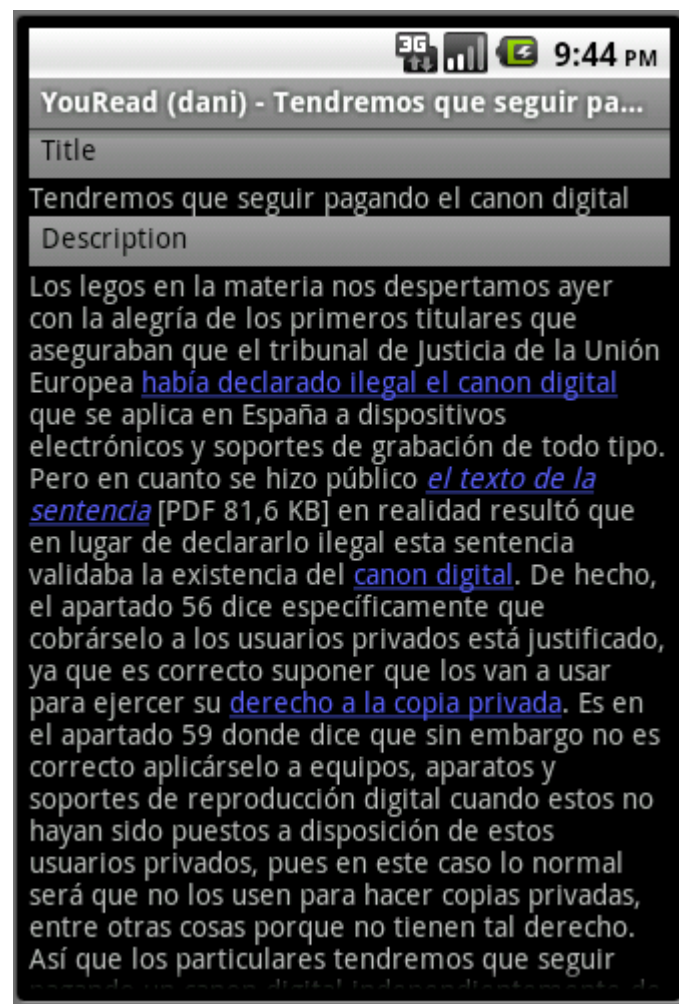 3G 9:44 PM
YouRead (dani) - Tendremos que seguir pa...
Title
Tendremos que seguir pagando el canon digital
Description
Los legos en la materia nos despertamos ayer
con la alegría de los primeros titulares que
aseguraban que el tribunal de Justicia de la Unión
Europea había declarado ilegal el canon digital
que se aplica en España a dispositivos
electrónicos y soportes de grabación de todo tipo.
Pero en cuanto se hizo público el texto de la
sentencia [PDF 81,6 KB] en realidad resultó que
en lugar de declararlo ilegal esta sentencia
validaba la existencia del canon digital. De hecho,
el apartado 56 dice específicamente que
cobrárselo a los usuarios privados está justificado,
ya que es correcto suponer que los van a usar
para ejercer su derecho a la copia privada. Es en
el apartado 59 donde dice que sin embargo no es
correcto aplicárselo a equipos, aparatos y
soportes de reproducción digital cuando estos no
hayan sido puestos a disposición de estos
usuarios privados, pues en este caso lo normal
será que no los usen para hacer copias privadas,
entre otras cosas porque no tienen tal derecho.
Así que los particulares tendremos que seguir
pagando un canon digital independientemente de